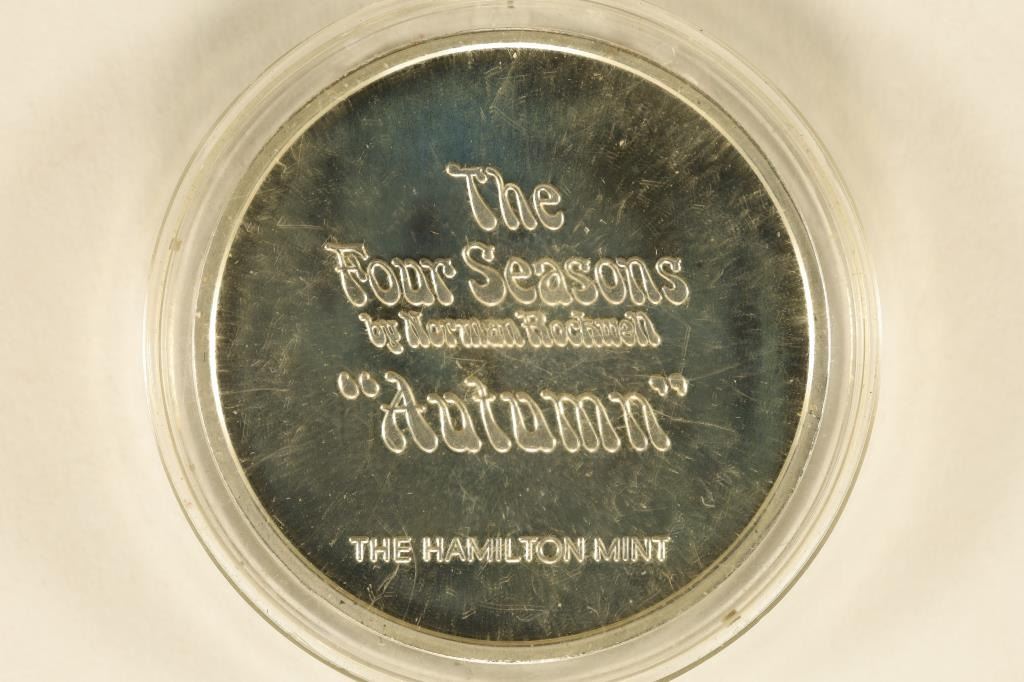 The
Four Seasons
by Norman Rockwell
"Autumn"
THE HAMILTON MINT